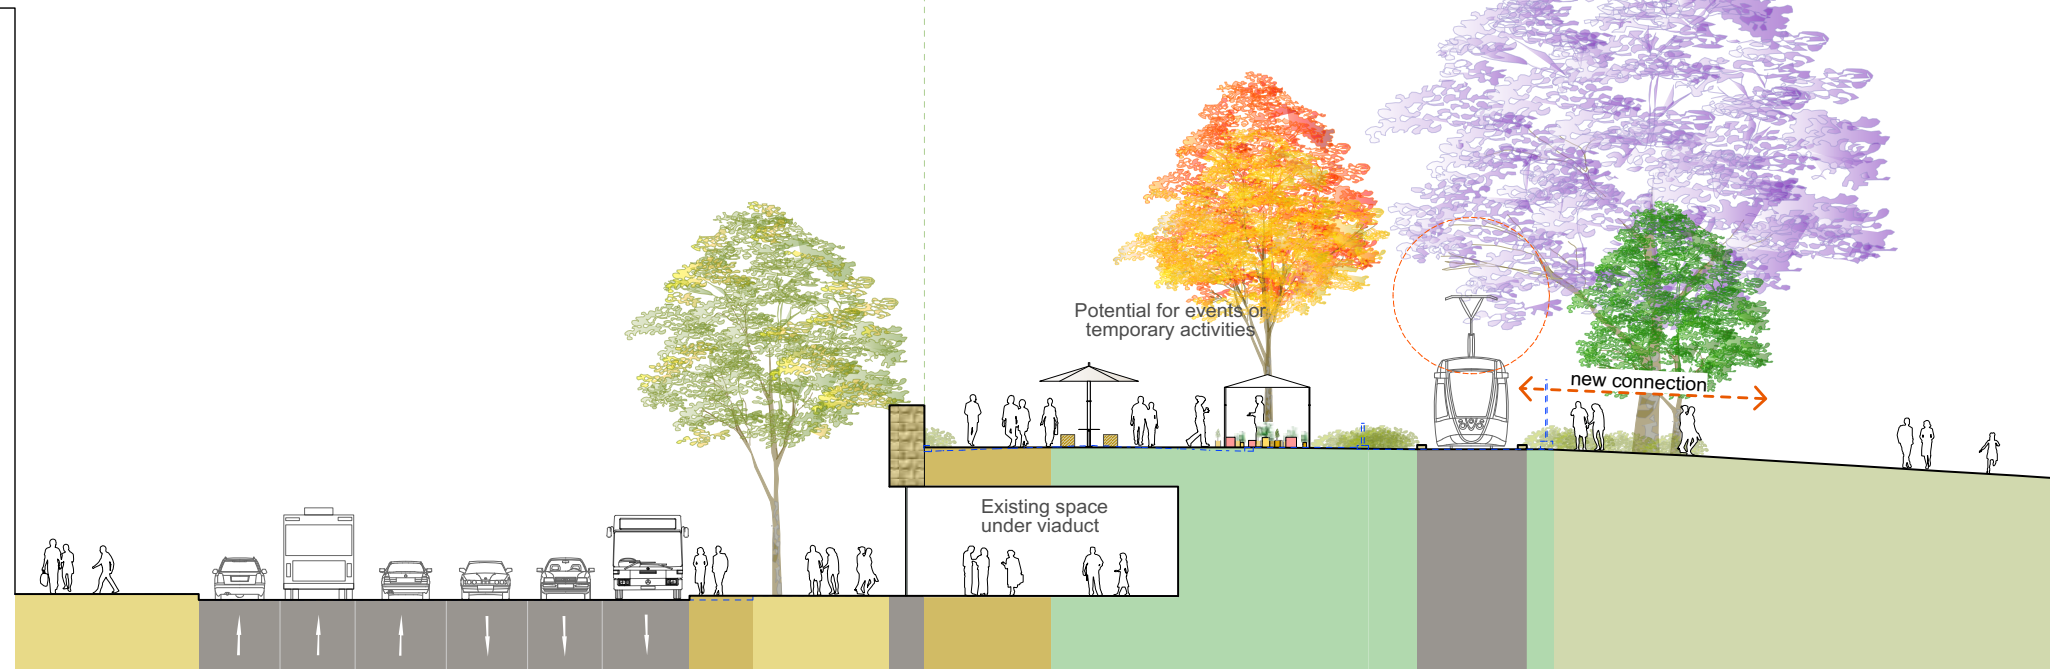 Potential for events or
temporary activities
new connection
Existing space
under viaduct